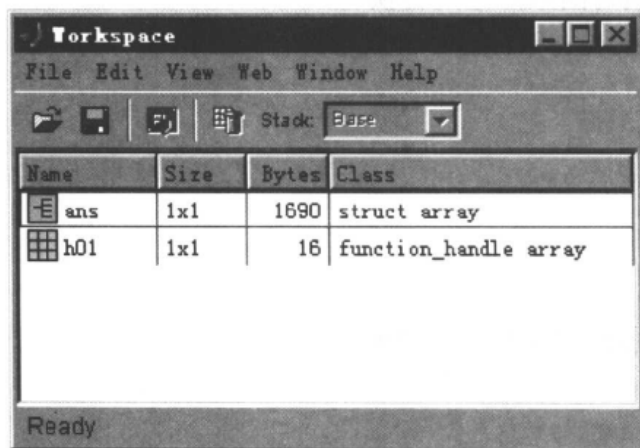 Workspace
File Edit View Web Window Help
Stack: Base
Name Size Bytes Class
ans 1x1 1690 struct array
h01 1x1 16 function_handle array
Ready